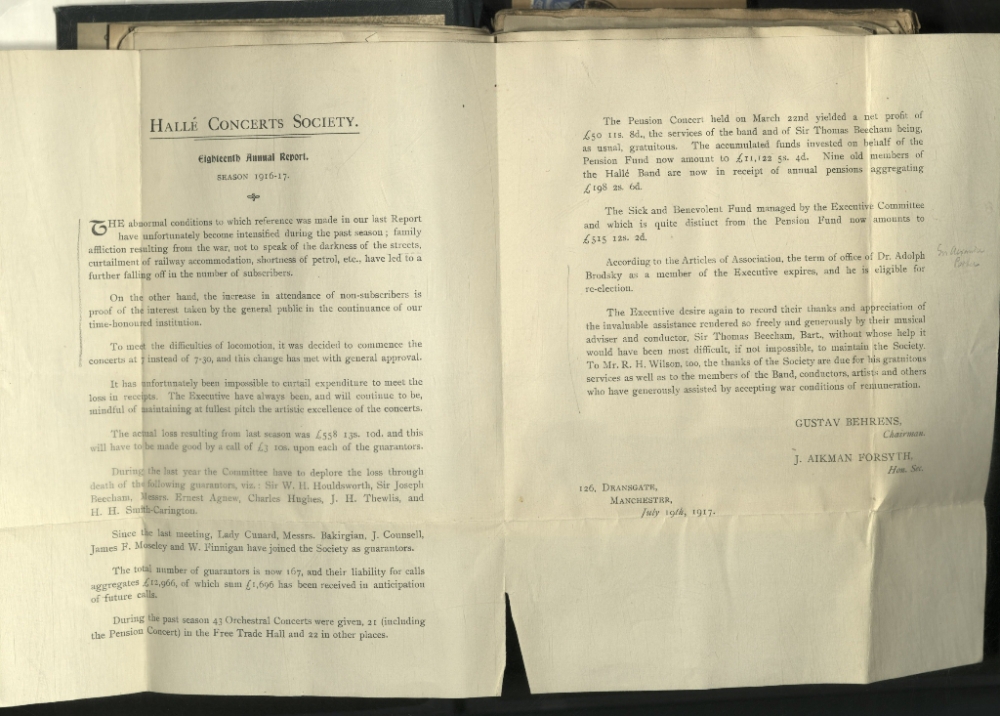 HALLÉ CONCERTS SOCIETY.
Eighteenth Annual Report.
SEASON 1916-17.
THE abnormal conditions to which reference was made in our last Report
have unfortunately become intensified during the past season; family
affliction resulting from the war, not to speak of the darkness of the streets,
curtailment of railway accommodation, shortness of petrol, etc., have led to a
further falling off in the number of subscribers.
On the other hand, the increase in attendance of non-subscribers is
proof of the interest taken by the general public in the continuance of our
time-honoured institution.
To meet the difficulties of locomotion, it was decided to commence the
concerts at 7 instead of 7-30, and this change has met with general approval.
It has unfortunately been impossible to curtail expenditure to meet the
loss in receipts. The Executive have always been, and will continue to be,
mindful of maintaining at fullest pitch the artistic excellence of the concerts.
The actual loss resulting from last season was £558 13s. 10d. and this
will have to be made good by a call of £3 10s. upon each of the guarantors.
During the last year the Committee have to deplore the loss through
death of the following guarantors, viz.: Sir W. H. Houldsworth, Sir Joseph
Beecham, Messrs. Ernest Agnew, Charles Hughes, J. H. Thewlis, and
H. H. Smith-Carington.
Since the last meeting, Lady Cunard, Messrs. Bakirgian, J. Counsell,
James F. Moseley and W. Finnigan have joined the Society as guarantors.
The total number of guarantors is now 167, and their liability for calls
aggregates £12,966, of which sum £1,696 has been received in anticipation
of future calls.
During the past season 43 Orchestral Concerts were given, 21 (including
the Pension Concert) in the Free Trade Hall and 22 in other places.
The Pension Concert held on March 22nd yielded a net profit of
£50 11s. 8d., the services of the band and of Sir Thomas Beecham being,
as usual, gratuitous. The accumulated funds invested on behalf of the
Pension Fund now amount to £11,122 5s. 4d. Nine old members of
the Hallé Band are now in receipt of annual pensions aggregating
£198 2s. 6d.
The Sick and Benevolent Fund managed by the Executive Committee
and which is quite distinct from the Pension Fund now amounts to
£515 12s. 2d.
According to the Articles of Association, the term of office of Dr. Adolph
Brodsky as a member of the Executive expires, and he is eligible for
re-election.
The Executive desire again to record their thanks and appreciation of
the invaluable assistance rendered so freely and generously by their musical
adviser and conductor, Sir Thomas Beecham, Bart., without whose help it
would have been most difficult, if not impossible, to maintain the Society.
To Mr. R. H. Wilson, too, the thanks of the Society are due for his gratuitous
services as well as to the members of the Band, conductors, artists and others
who have generously assisted by accepting war conditions of remuneration.
GUSTAV BEHRENS,
Chairman.
J. AIKMAN FORSYTH,
Hon. Sec.
126, DEANSGATE,
MANCHESTER,
July 19th, 1917.